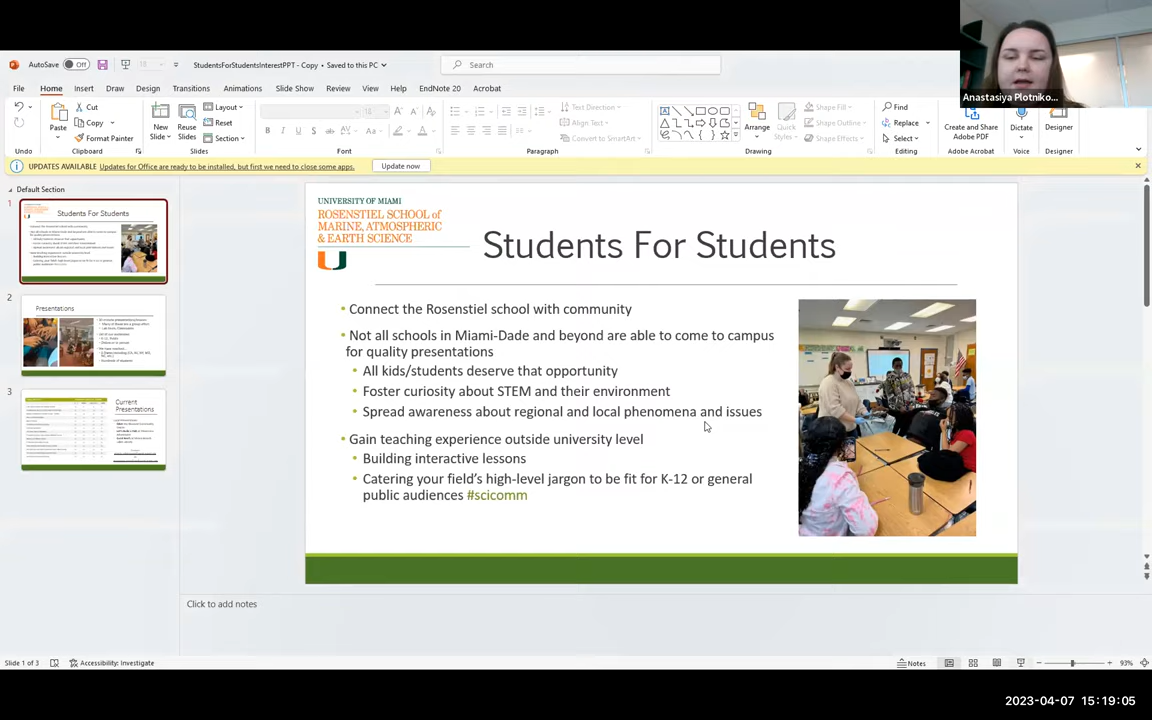 Anastasiya Plotniko...
AutoSave Off
StudentsForStudentsInterestPPT - Copy • Saved to this PC
Search
File Home Insert Draw Design Transitions Animations Slide Show Review View Help EndNote 20 Acrobat
Undo
Paste
Cut
Copy
Format Painter
Clipboard
New Slide
Reuse Slides
Layout
Reset
Section
Slides
18
Font
Paragraph
Text Direction
Align Text
Convert to SmartArt
Arrange
Quick Styles
Shape Fill
Shape Outline
Shape Effects
Drawing
Find
Replace
Select
Editing
Create and Share Adobe PDF
Adobe Acrobat
Dictate
Voice
Designer
Designer
UPDATES AVAILABLE Updates for Office are ready to be installed, but first we need to close some apps.
Update now
Default Section
1
Students For Students
2
Presentations
3
Current
Presentations
UNIVERSITY OF MIAMI
ROSENSTIEL SCHOOL of
MARINE, ATMOSPHERIC
& EARTH SCIENCE
Students For Students
• Connect the Rosenstiel school with community
• Not all schools in Miami-Dade and beyond are able to come to campus
for quality presentations
• All kids/students deserve that opportunity
• Foster curiosity about STEM and their environment
• Spread awareness about regional and local phenomena and issues
• Gain teaching experience outside university level
• Building interactive lessons
• Catering your field's high-level jargon to be fit for K-12 or general
public audiences #scicomm
Click to add notes
Slide 1 of 3
Accessibility: Investigate
Notes
93%
2023-04-07 15:19:05